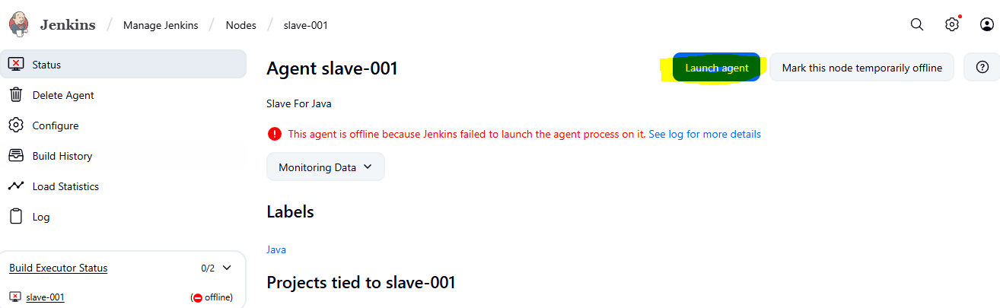 Jenkins / Manage Jenkins / Nodes / slave-001
Status
Delete Agent
Configure
Build History
Load Statistics
Log
Build Executor Status 0/2
slave-001 (offline)
Agent slave-001
Launch agent
Mark this node temporarily offline
Slave For Java
This agent is offline because Jenkins failed to launch the agent process on it. See log for more details
Monitoring Data
Labels
Java
Projects tied to slave-001